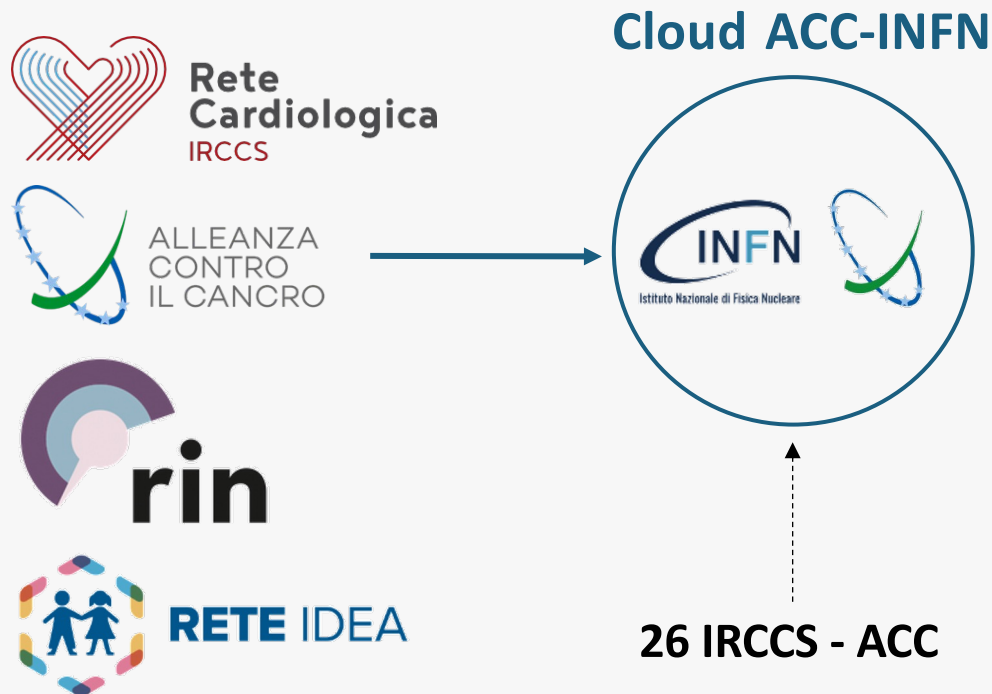 Cloud ACC-INFN
Rete
Cardiologica
IRCCS
ALLEANZA
CONTRO
IL CANCRO
INFN
Istituto Nazionale di Fisica Nucleare
rin
RETE IDEA
26 IRCCS - ACC